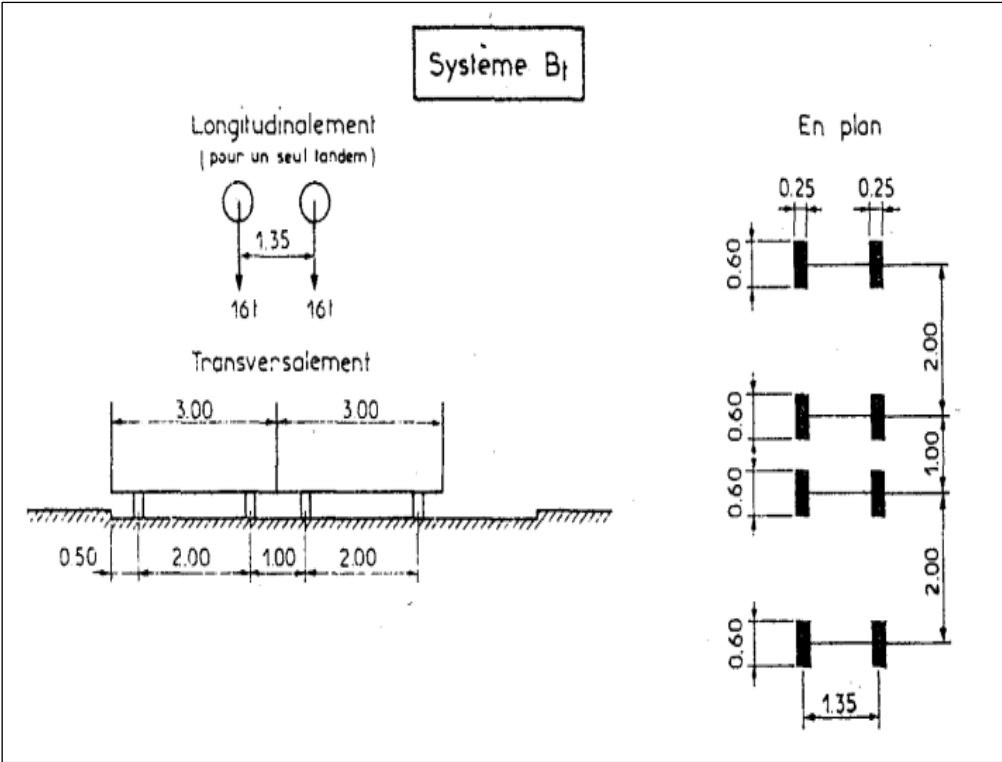 Système Bt
Longitudinalement
(pour un seul tandem)
1.35
16t 16t
Transversalement
3.00 3.00
0.50 2.00 1.00 2.00
En plan
0.25 0.25
0.60
2.00
0.60
1.00
0.60
2.00
0.60
1.35